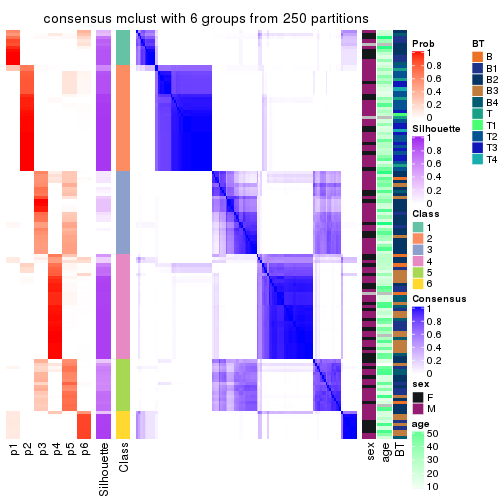 consensus mclust with 6 groups from 250 partitions
Prob
1
0.8
0.6
0.4
0.2
0
Silhouette
1
0.8
0.6
0.4
0.2
0
Class
1
2
3
4
5
6
Consensus
1
0.8
0.6
0.4
0.2
0
sex
F
M
age
50
40
30
20
10
BT
B
B1
B2
B3
B4
T
T1
T2
T3
T4
p1
p2
p3
p4
p5
p6
Silhouette
Class
sex
age
BT